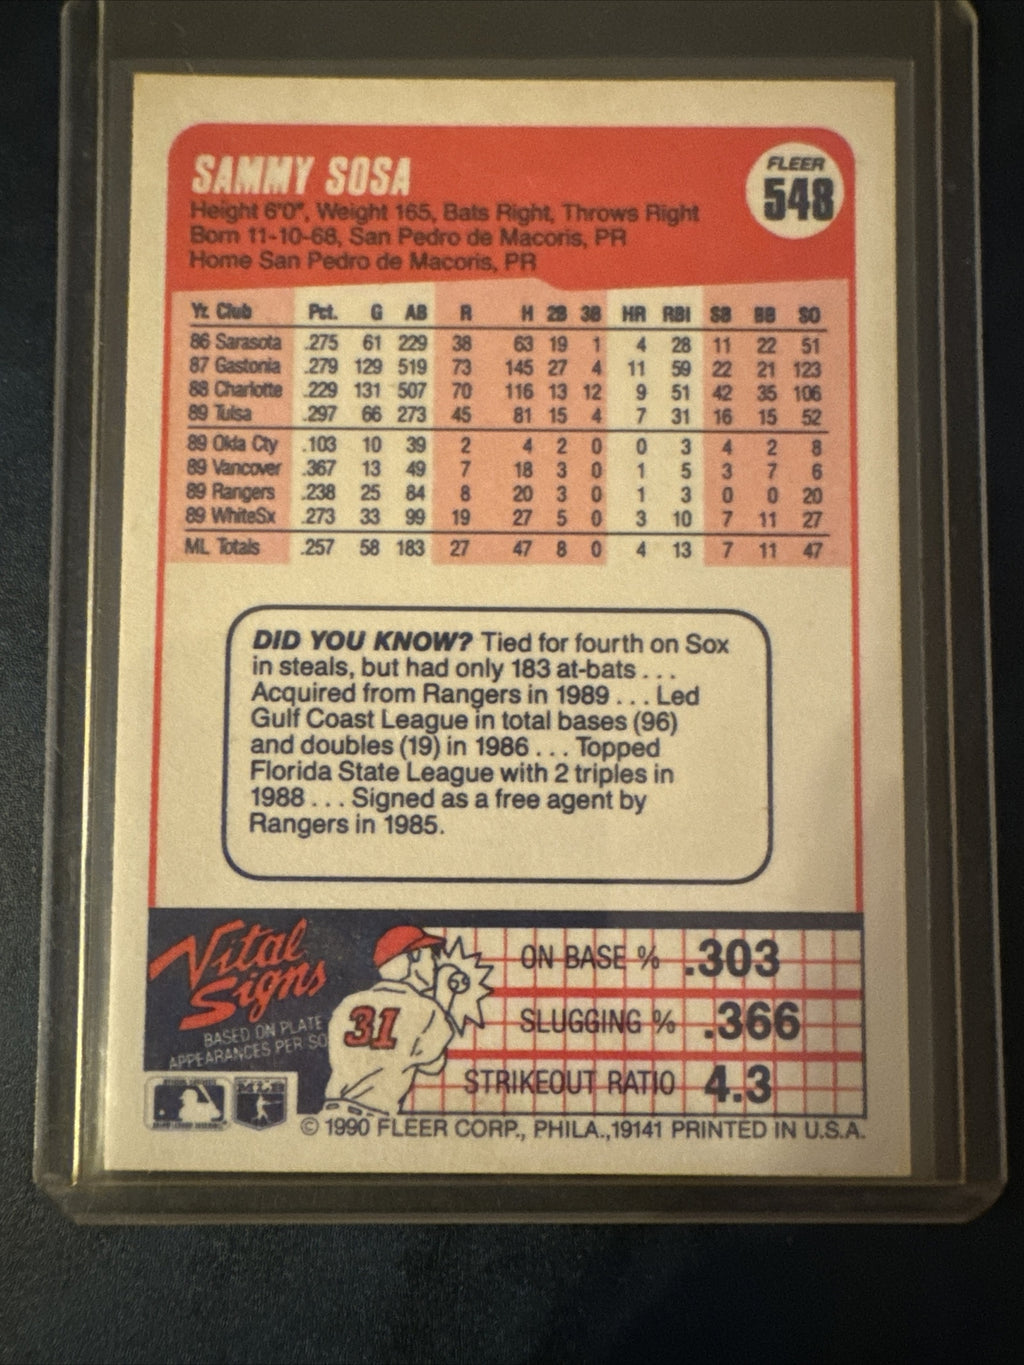 SAMMY SOSA
FLEER
548
Height 6'0", Weight 165, Bats Right, Throws Right
Born 11-10-68, San Pedro de Macoris, PR
Home San Pedro de Macoris, PR
Yr. Club Pct. G AB R H 2B 3B HR RBI SB BB SO
86 Sarasota .275 61 229 38 63 19 1 4 28 11 22 51
87 Gastonia .279 129 519 73 145 27 4 11 59 22 21 123
88 Charlotte .229 131 507 70 116 13 12 9 51 42 35 106
89 Tulsa .297 66 273 45 81 15 4 7 31 16 15 52
89 Okla Cty .103 10 39 2 4 2 0 0 3 4 2 8
89 Vancover .367 13 49 7 18 3 0 1 5 3 7 6
89 Rangers .238 25 84 8 20 3 0 1 3 0 0 20
89 WhiteSx .273 33 99 19 27 5 0 3 10 7 11 27
ML Totals .257 58 183 27 47 8 0 4 13 7 11 47
DID YOU KNOW? Tied for fourth on Sox
in steals, but had only 183 at-bats . . .
Acquired from Rangers in 1989 . . . Led
Gulf Coast League in total bases (96)
and doubles (19) in 1986 . . . Topped
Florida State League with 2 triples in
1988 . . . Signed as a free agent by
Rangers in 1985.
Vital
Signs
BASED ON PLATE
APPEARANCES PER SO
31
ON BASE % .303
SLUGGING % .366
STRIKEOUT RATIO 4.3
MLB
© 1990 FLEER CORP., PHILA.,19141 PRINTED IN U.S.A.